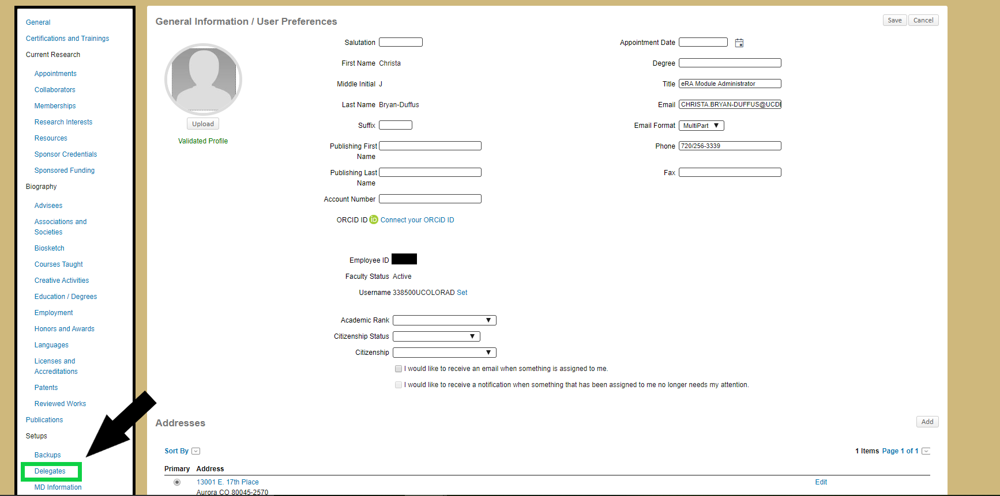 General
Certifications and Trainings
Current Research
Appointments
Collaborators
Memberships
Research Interests
Resources
Sponsor Credentials
Sponsored Funding
Biography
Advisees
Associations and
Societies
Biosketch
Courses Taught
Creative Activities
Education / Degrees
Employment
Honors and Awards
Languages
Licenses and
Accreditations
Patents
Reviewed Works
Publications
Setups
Backups
Delegates
MD Information
General Information / User Preferences
Save Cancel
Upload
Validated Profile
Salutation
First Name Christa
Middle Initial J
Last Name Bryan-Duffus
Suffix
Publishing First
Name
Publishing Last
Name
Account Number
ORCID ID iD Connect your ORCiD ID
Appointment Date
Degree
Title eRA Module Administrator
Email CHRISTA.BRYAN-DUFFUS@UCD
Email Format MultiPart
Phone 720/256-3339
Fax
Employee ID
Faculty Status Active
Username 338500UCOLORAD Set
Academic Rank
Citizenship Status
Citizenship
I would like to receive an email when something is assigned to me.
I would like to receive a notification when something that has been assigned to me no longer needs my attention.
Addresses
Add
Sort By
1 Items Page 1 of 1
Primary Address
13001 E. 17th Place
Edit
Aurora CO 80045-2570